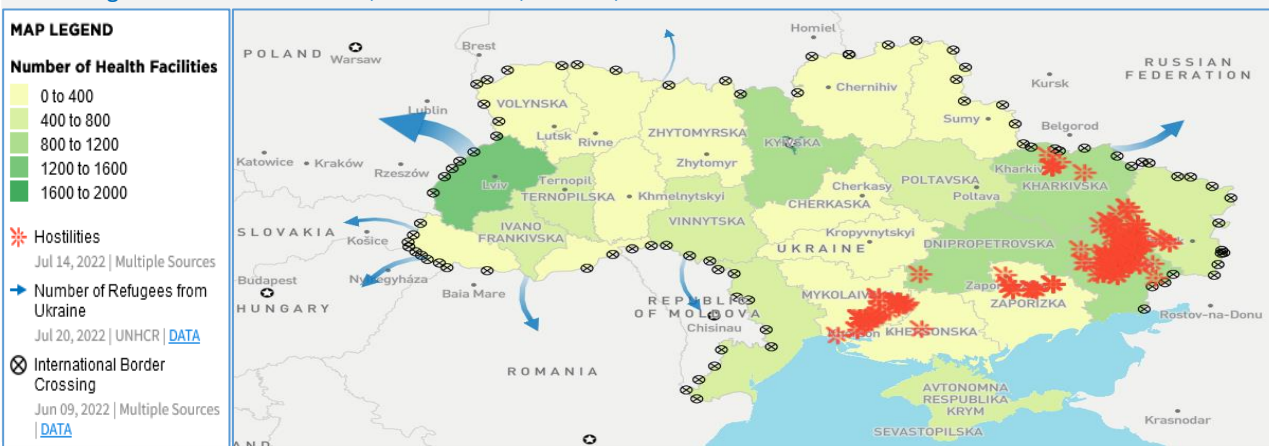 MAP LEGEND
Number of Health Facilities
0 to 400
400 to 800
800 to 1200
1200 to 1600
1600 to 2000
Hostilities
Jul 14, 2022 | Multiple Sources
Number of Refugees from
Ukraine
Jul 20, 2022 | UNHCR | DATA
International Border
Crossing
Jun 09, 2022 | Multiple Sources
| DATA
POLAND
Warsaw
Brest
Homiel
RUSSIAN
FEDERATION
Kursk
Chernihiv
Lublin
VOLYNSKA
Sumy
Belgorod
Lutsk
Rivne
ZHYTOMYRSKA
KYIVSKA
Katowice
Kraków
Rzeszów
Zhytomyr
Kharkiv
KHARKIVSKA
Lviv
Ternopil
TERNOPILSKA
Khmelnytskyi
Cherkasy
CHERKASKA
POLTAVSKA
Poltava
SLOVAKIA
Košice
IVANO
FRANKIVSKA
VINNYTSKA
Kropyvnytskyi
UKRAINE
DNIPROPETROVSKA
Budapest
HUNGARY
Nyíregyháza
Baia Mare
REPUBLIC
OF MOLDOVA
Chisinau
MYKOLAIV
ZAPORIZKA
KHERSONSKA
Rostov-na-Donu
ROMANIA
AVTONOMNA
RESPUBLIKA
KRYM
SEVASTOPILSKA
Krasnodar